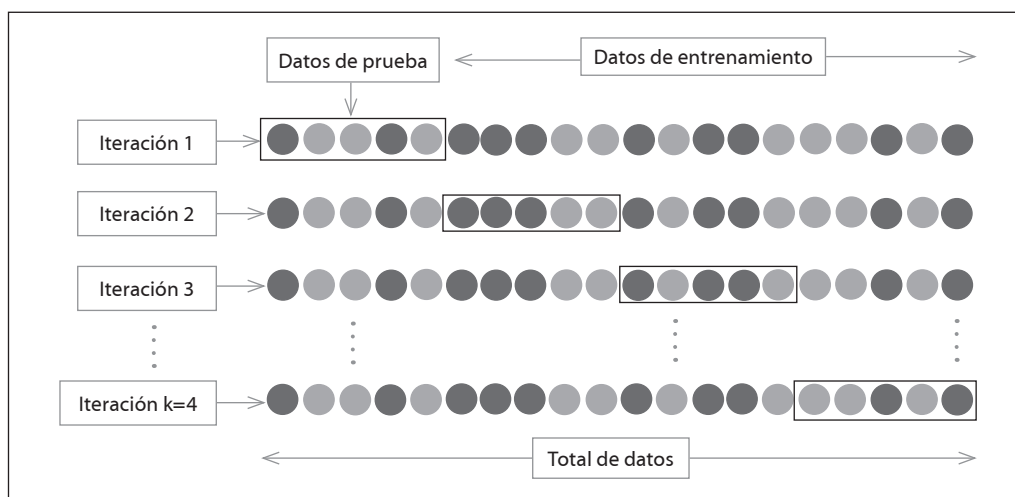 Datos de prueba
Datos de entrenamiento
Iteración 1
Iteración 2
Iteración 3
Iteración k=4
Total de datos